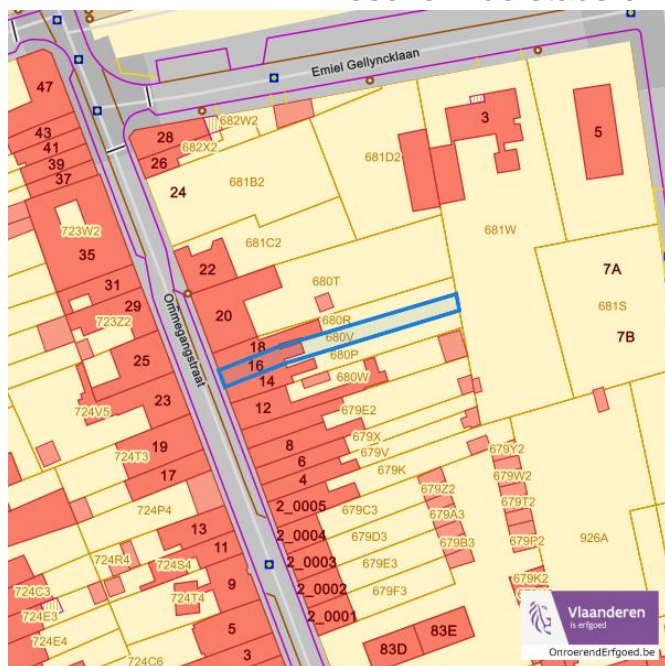 Emiel Gellyncklaan
47
43
41
39
37
28
26
682W2
682X2
24
681B2
681D2
3
5
723W2
35
681C2
681W
22
680T
7A
681S
7B
31
29
723Z2
20
Ommegangstraat
680R
680V
18
680P
16
14
680W
25
724V5
23
12
679E2
679X
679V
679K
8
6
4
19
724T3
17
724P4
679Y2
679W2
679Z2
679T2
2_0005
679C3
679A3
679P2
926A
13
11
2_0004
679D3
679B3
724R4
724S4
2_0003
679E3
679K2
724C3
724E3
724T4
9
2_0002
679F3
2_0001
724E4
5
83D
83E
724C6
3
Vlaanderen
is erfgoed
OnroerendErfgoed.be